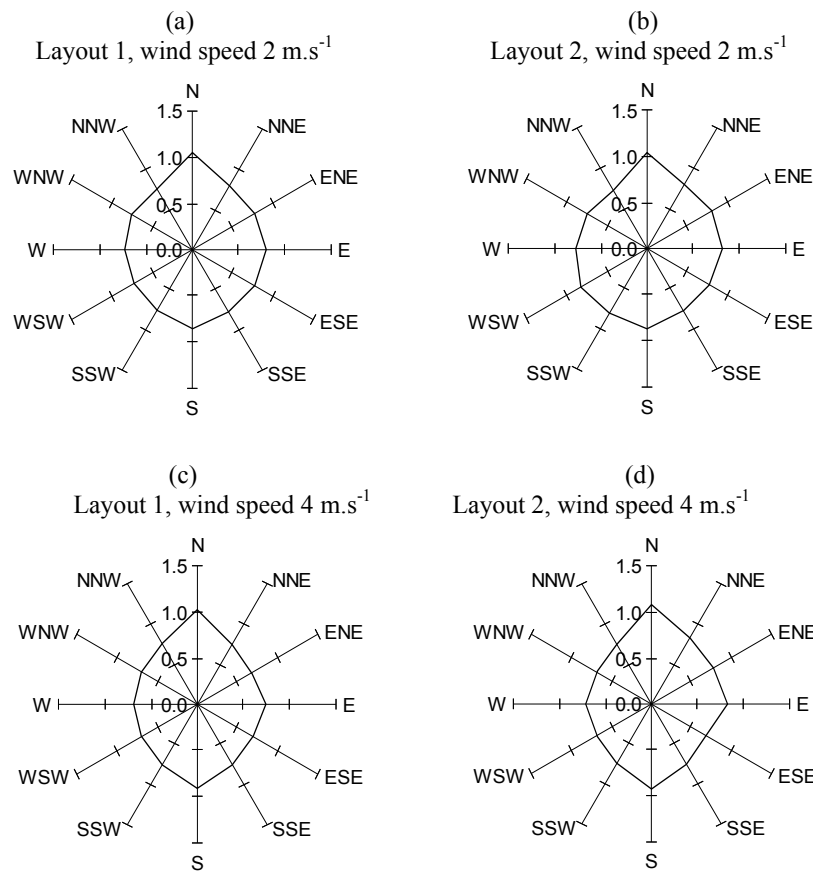 (a)
Layout 1, wind speed 2 m.s⁻¹
N
1.5
NNW
NNE
1.0
WNW
ENE
0.5
W
0.0
E
WSW
ESE
SSW
SSE
S
(b)
Layout 2, wind speed 2 m.s⁻¹
N
1.5
NNW
NNE
1.0
WNW
ENE
0.5
W
0.0
E
WSW
ESE
SSW
SSE
S
(c)
Layout 1, wind speed 4 m.s⁻¹
N
1.5
NNW
NNE
1.0
WNW
ENE
0.5
W
0.0
E
WSW
ESE
SSW
SSE
S
(d)
Layout 2, wind speed 4 m.s⁻¹
N
1.5
NNW
NNE
1.0
WNW
ENE
0.5
W
0.0
E
WSW
ESE
SSW
SSE
S